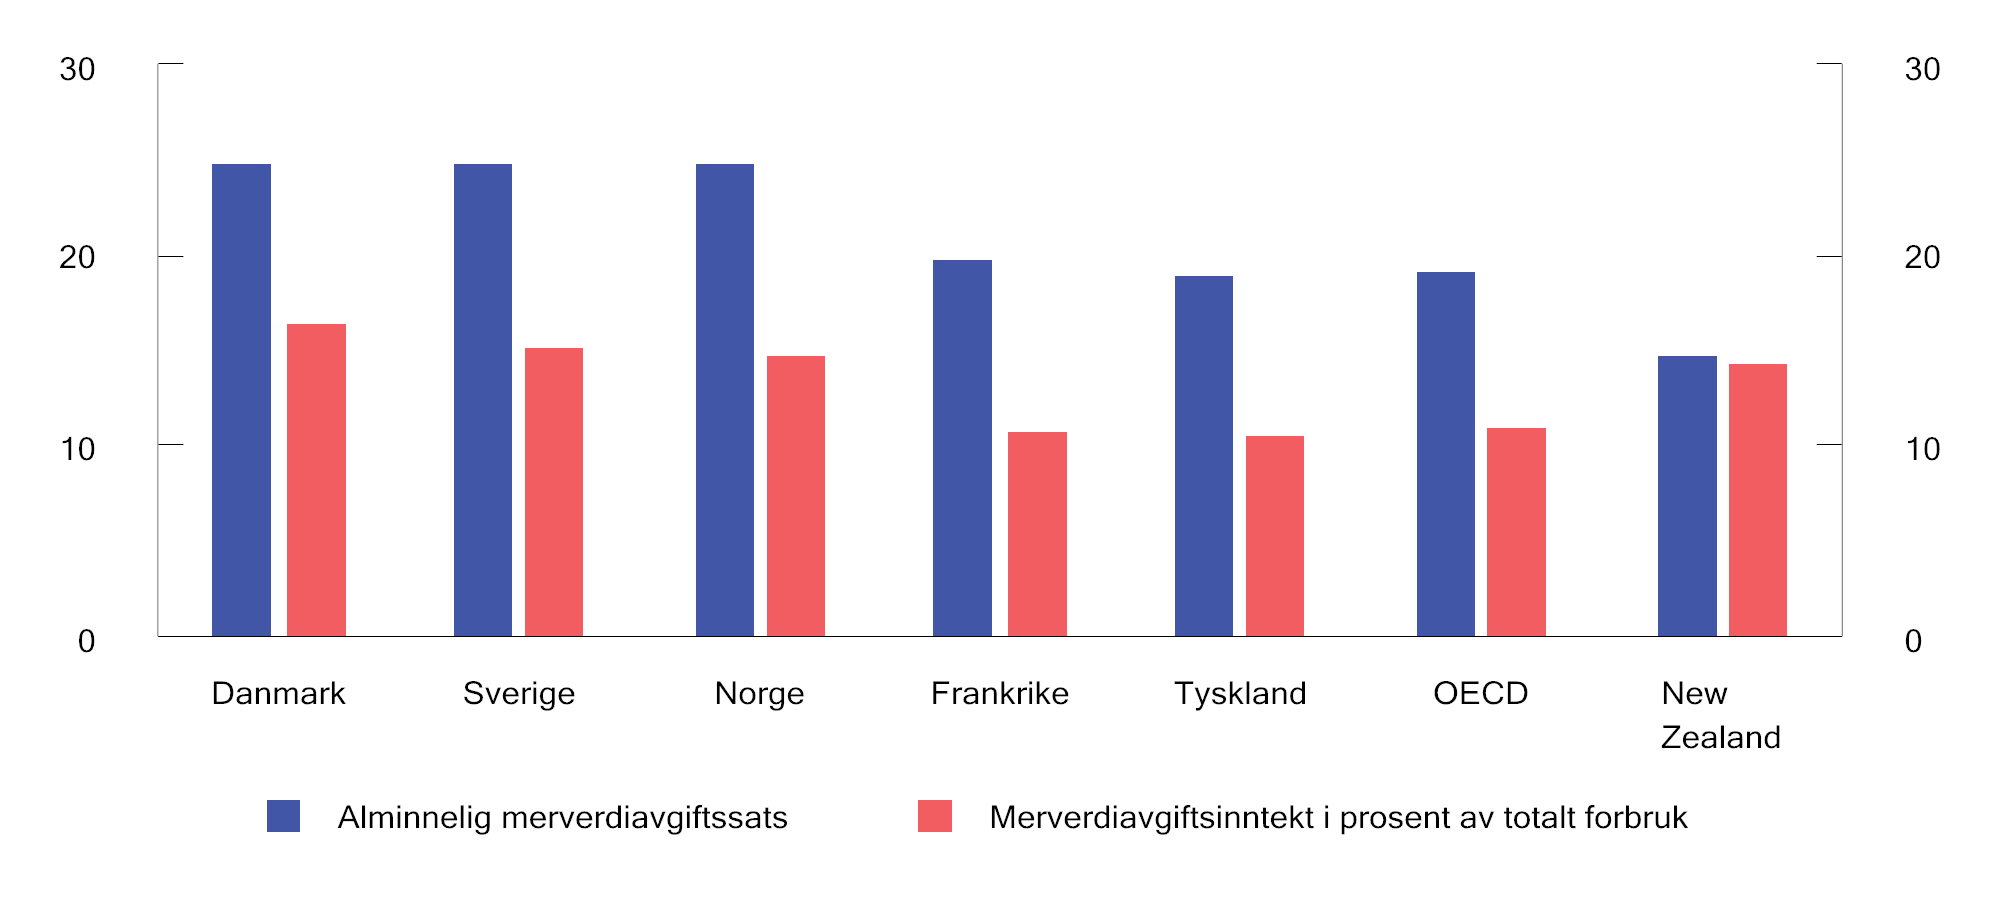 30 30
20 20
10 10
0 0
Danmark Sverige Norge Frankrike Tyskland OECD New
Zealand
Alminnelig merverdiavgiftssats Merverdiavgiftsinntekt i prosent av totalt forbruk